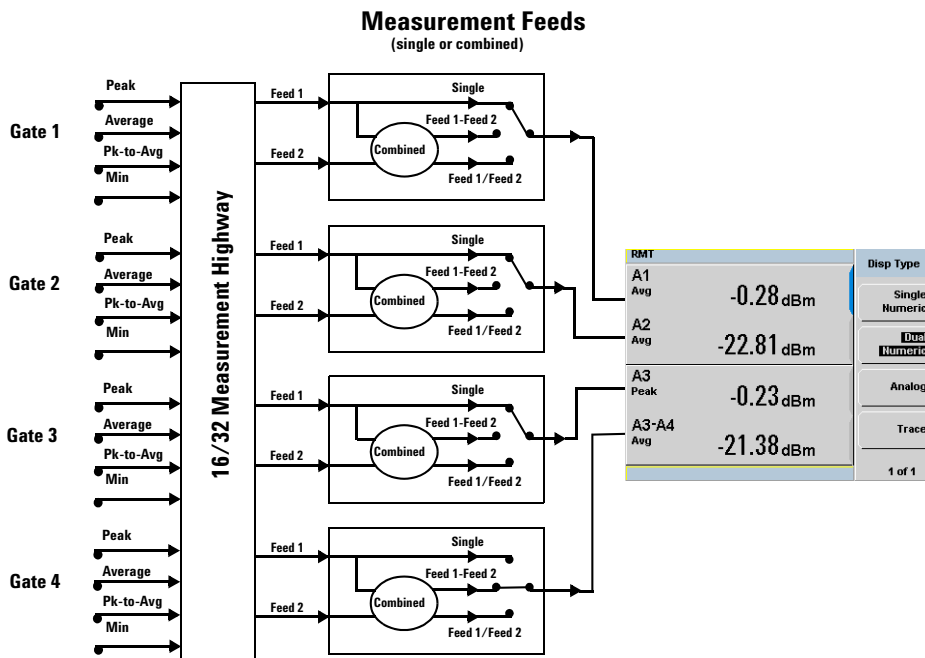 Measurement Feeds
(single or combined)
Gate 1
Peak
Average
Pk-to-Avg
Min
Gate 2
Peak
Average
Pk-to-Avg
Min
Gate 3
Peak
Average
Pk-to-Avg
Min
Gate 4
Peak
Average
Pk-to-Avg
Min
16/32 Measurement Highway
Feed 1
Feed 2
Single
Feed 1-Feed 2
Combined
Feed 1/Feed 2
Feed 1
Feed 2
Single
Feed 1-Feed 2
Combined
Feed 1/Feed 2
Feed 1
Feed 2
Single
Feed 1-Feed 2
Combined
Feed 1/Feed 2
Feed 1
Feed 2
Single
Feed 1-Feed 2
Combined
Feed 1/Feed 2
RMT
A1
Avg
-0.28 dBm
A2
Avg
-22.81 dBm
A3
Peak
-0.23 dBm
A3-A4
Avg
-21.38 dBm
Disp Type
Single
Numeric
Dual
Numeric
Analog
Trace
1 of 1